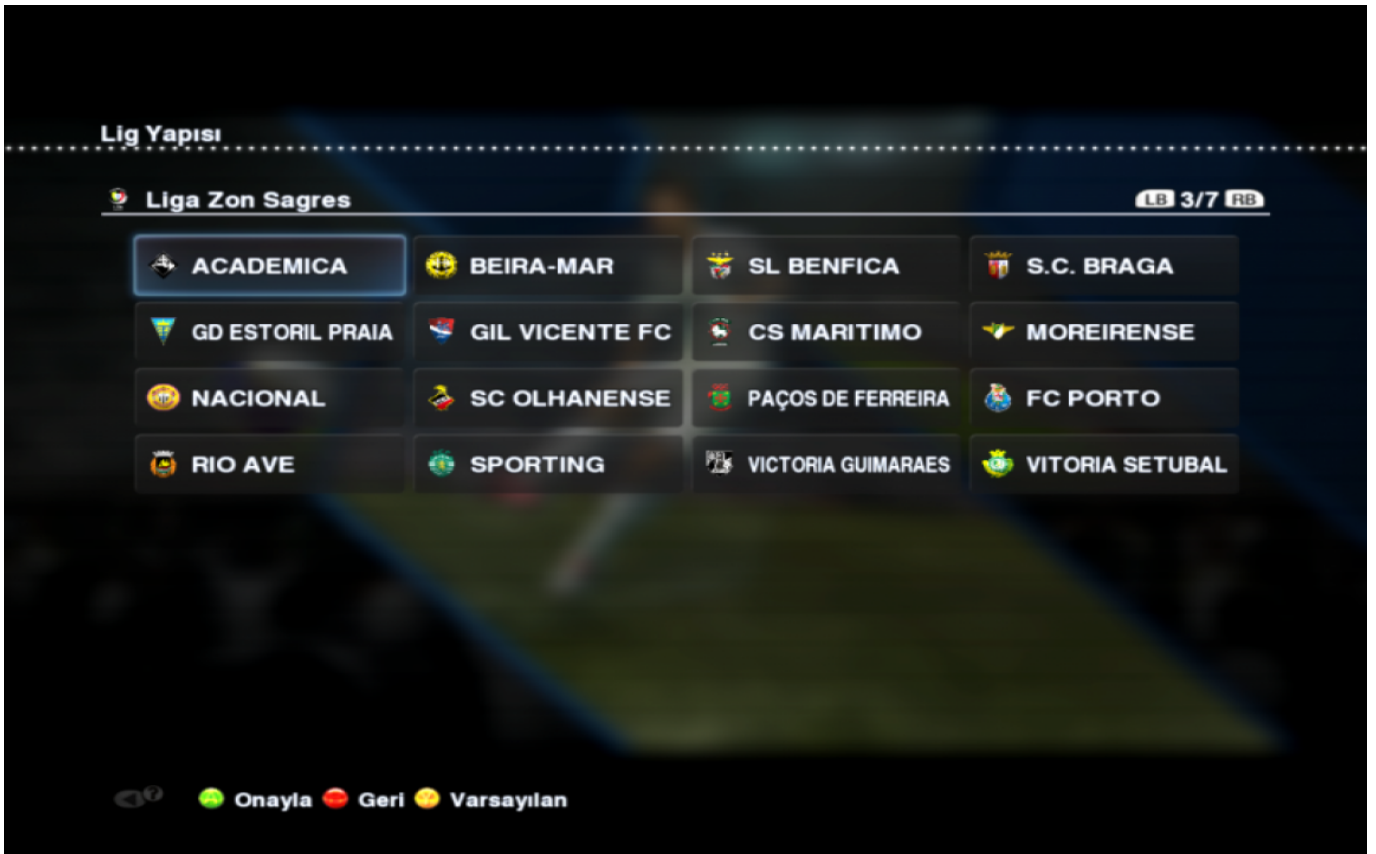 Lig Yapısı
Liga Zon Sagres LB 3/7 RB
ACADEMICA BEIRA-MAR SL BENFICA S.C. BRAGA
GD ESTORIL PRAIA GIL VICENTE FC CS MARITIMO MOREIRENSE
NACIONAL SC OLHANENSE PAÇOS DE FERREIRA FC PORTO
RIO AVE SPORTING VICTORIA GUIMARAES VITORIA SETUBAL
? Onayla Geri Varsayılan